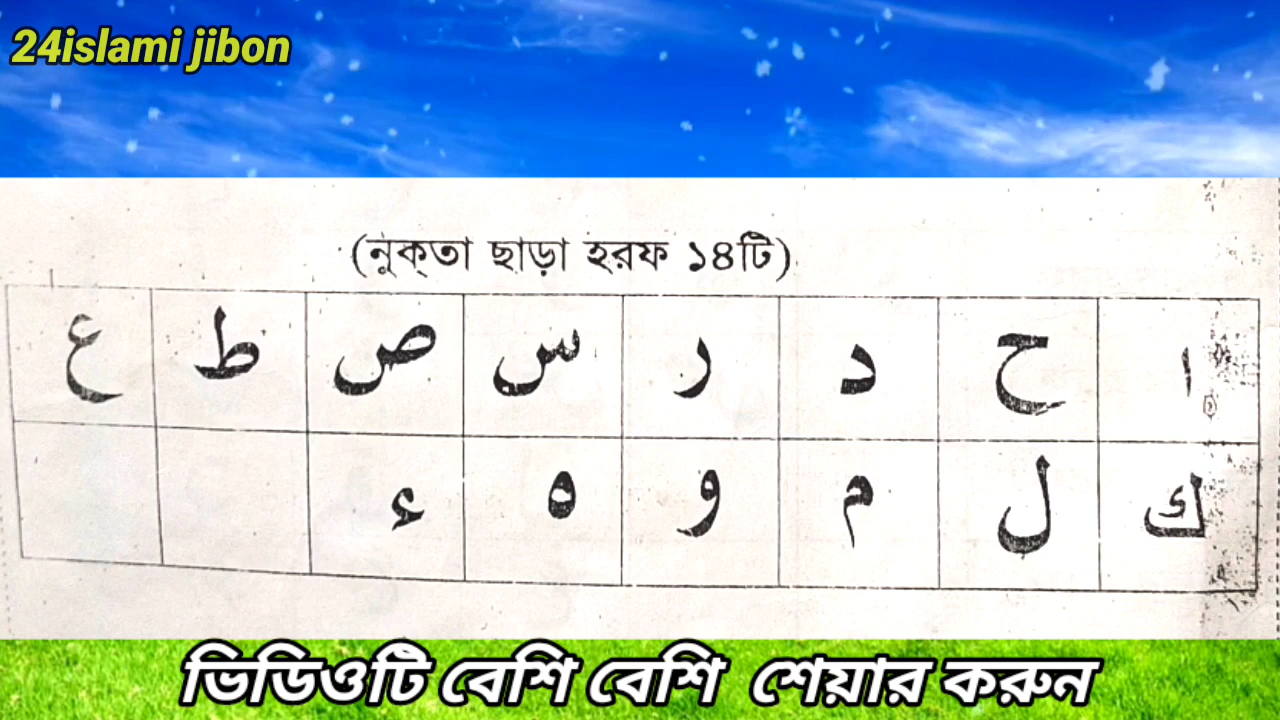 24islami jibon
(নুক্তা ছাড়া হরফ ১৪টি)
ا ح د ر س ص ط ع
ك ل م و ه ء
ভিডিওটি বেশি বেশি শেয়ার করুন